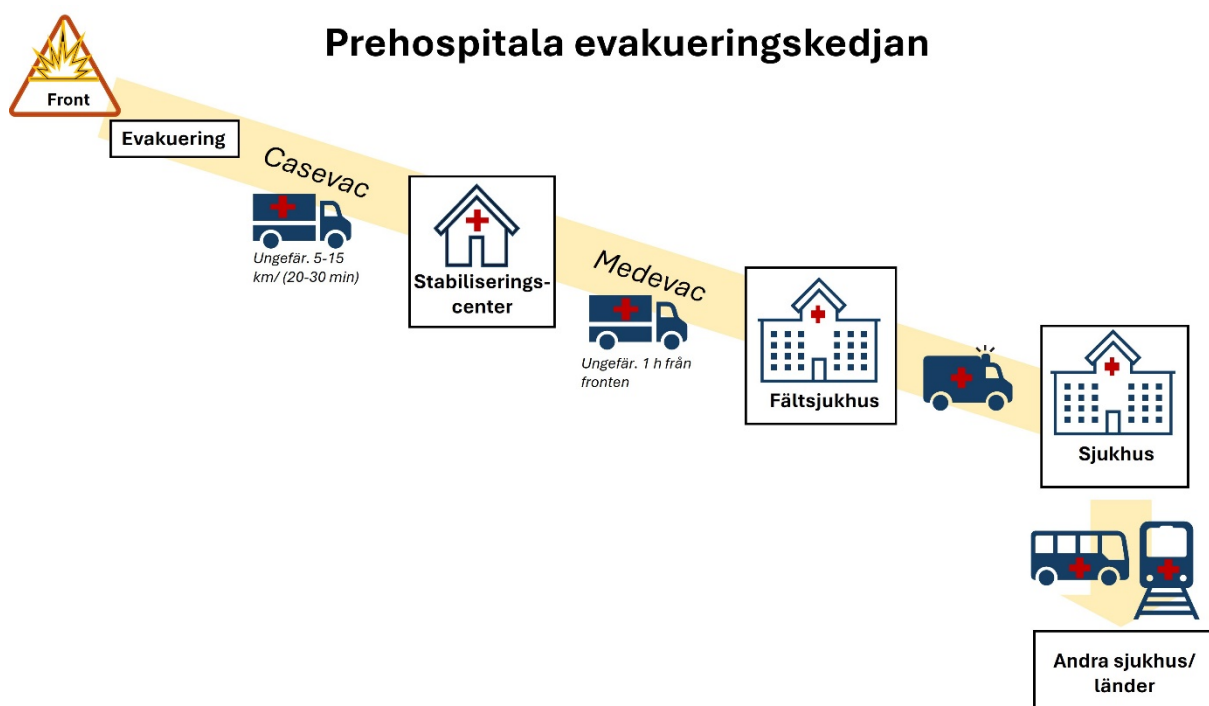 Prehospitala evakueringskedjan
Front
Evakuering
Casevac
Ungefär. 5-15
km/ (20-30 min)
Stabiliserings-
center
Medevac
Ungefär. 1 h från
fronten
Fältsjukhus
Sjukhus
Andra sjukhus/
länder